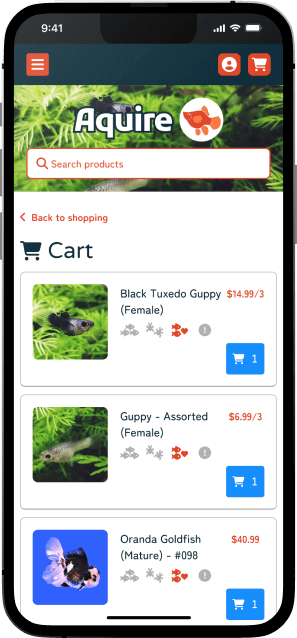 9:41
Aquire
Search products
Back to shopping
Cart
Black Tuxedo Guppy $14.99/3
(Female)
1
Guppy - Assorted $6.99/3
(Female)
1
Oranda Goldfish $40.99
(Mature) - #098
1